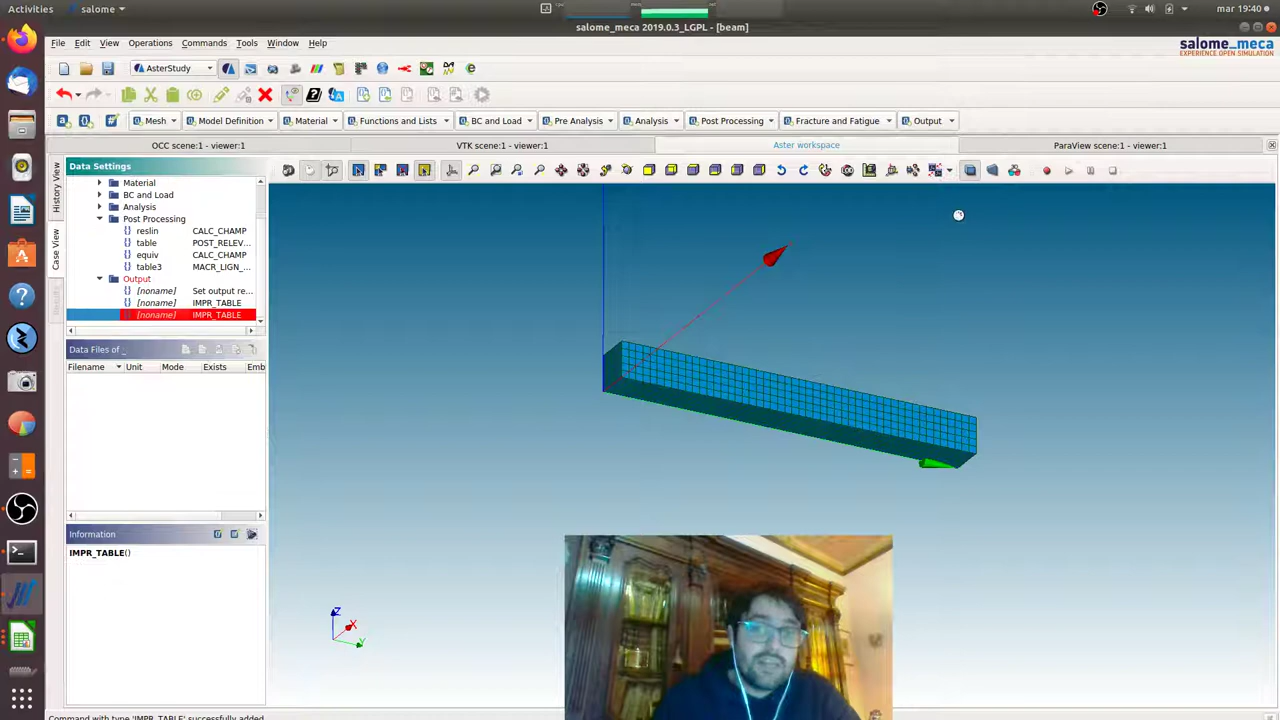 Activities
salome
mar 19:40
salome_meca 2019.0.3_LGPL - [beam]
File Edit View Operations Commands Tools Window Help
salome_meca
EXPERIENCE OPEN SIMULATION
AsterStudy
Mesh Model Definition Material Functions and Lists BC and Load Pre Analysis Analysis Post Processing Fracture and Fatigue Output
OCC scene:1 - viewer:1 VTK scene:1 - viewer:1 Aster workspace ParaView scene:1 - viewer:1
History View
Case View
Data Settings
Material
BC and Load
Analysis
Post Processing
reslin CALC_CHAMP
table POST_RELEV...
equiv CALC_CHAMP
table3 MACR_LIGN_...
Output
[noname] Set output re...
[noname] IMPR_TABLE
[noname] IMPR_TABLE
Data Files of _
Filename Unit Mode Exists Emb
Information
IMPR_TABLE()
Z
X
Y
Command with type 'IMPR_TABLE' successfully added